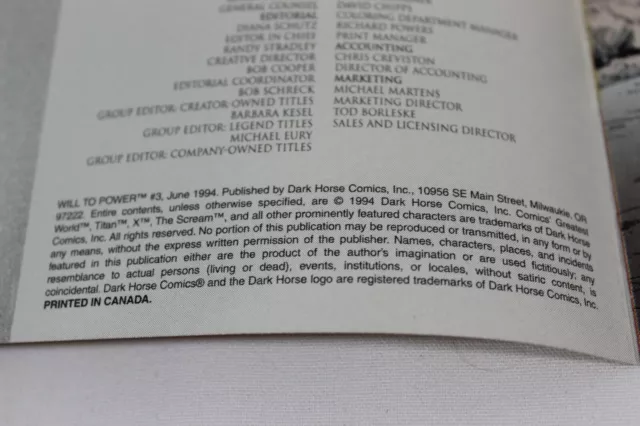 GENERAL COUNSEL
EDITORIAL
DIANA SCHUTZ
EDITOR IN CHIEF
RANDY STRADLEY
CREATIVE DIRECTOR
BOB COOPER
EDITORIAL COORDINATOR
BOB SCHRECK
GROUP EDITOR: CREATOR-OWNED TITLES
BARBARA KESEL
GROUP EDITOR: LEGEND TITLES
MICHAEL EURY
GROUP EDITOR: COMPANY-OWNED TITLES
DAVID CHIPPS
COLORING DEPARTMENT MANAGER
RICHARD POWERS
PRINT MANAGER
ACCOUNTING
CHRIS CREVISTON
DIRECTOR OF ACCOUNTING
MARKETING
MICHAEL MARTENS
MARKETING DIRECTOR
TOD BORLESKE
SALES AND LICENSING DIRECTOR
WILL TO POWER™ #3, June 1994. Published by Dark Horse Comics, Inc., 10956 SE Main Street, Milwaukie, OR
97222. Entire contents, unless otherwise specified, are © 1994 Dark Horse Comics, Inc. Comics' Greatest
World™, Titan™, X™, The Scream™, and all other prominently featured characters are trademarks of Dark Horse
Comics, Inc. All rights reserved. No portion of this publication may be reproduced or transmitted, in any form or by
any means, without the express written permission of the publisher. Names, characters, places, and incidents
featured in this publication either are the product of the author's imagination or are used fictitiously; any
resemblance to actual persons (living or dead), events, institutions, or locales, without satiric content, is
coincidental. Dark Horse Comics® and the Dark Horse logo are registered trademarks of Dark Horse Comics, Inc.
PRINTED IN CANADA.